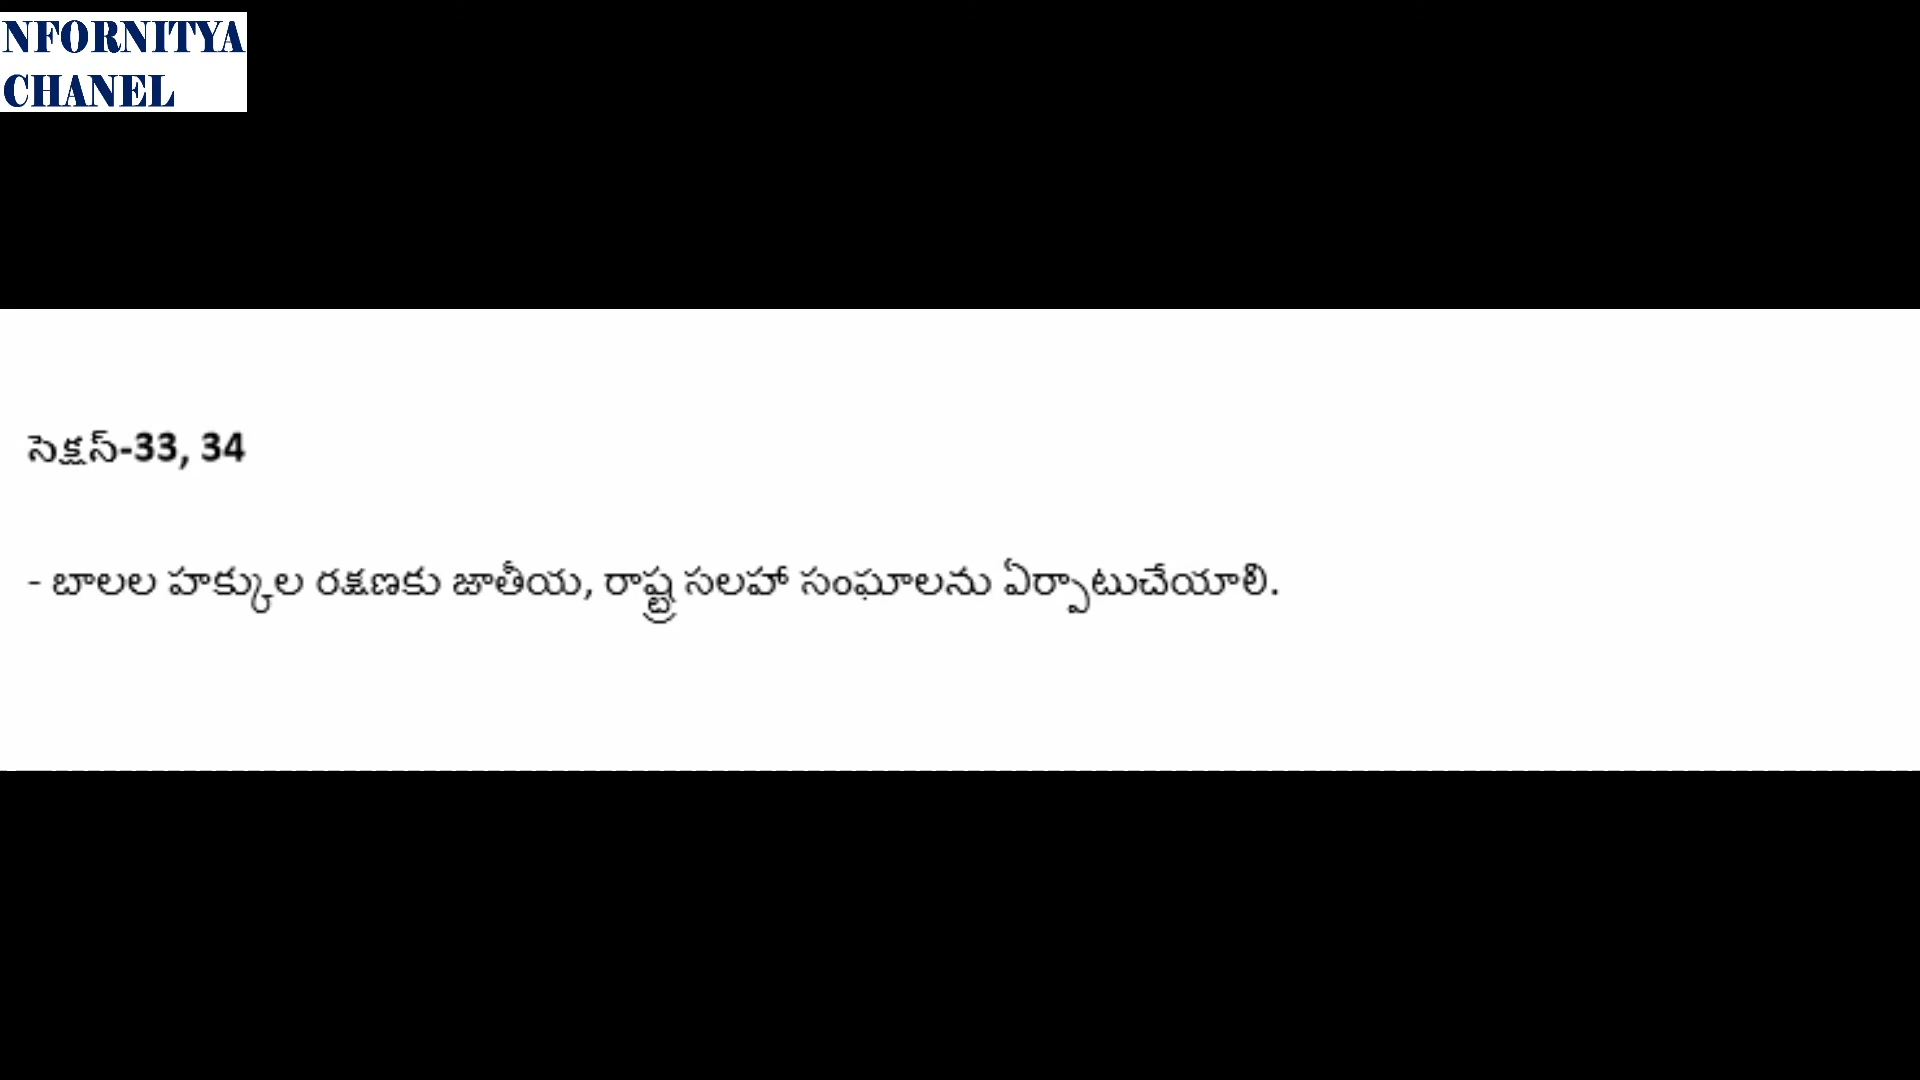 NFORNITYA
CHANEL
సెక్షన్-33, 34
- బాలల హక్కుల రక్షణకు జాతీయ, రాష్ట్ర సలహా సంఘాలను ఏర్పాటుచేయాలి.